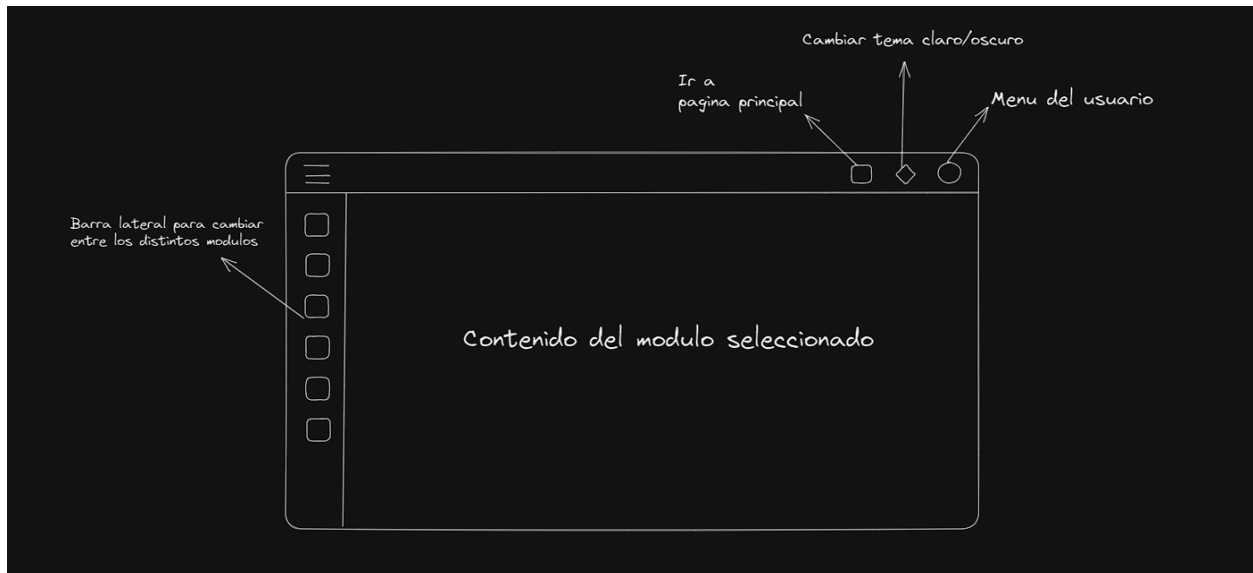 Cambiar tema claro/oscuro
Ir a
pagina principal
Menu del usuario
Barra lateral para cambiar
entre los distintos modulos
Contenido del modulo seleccionado